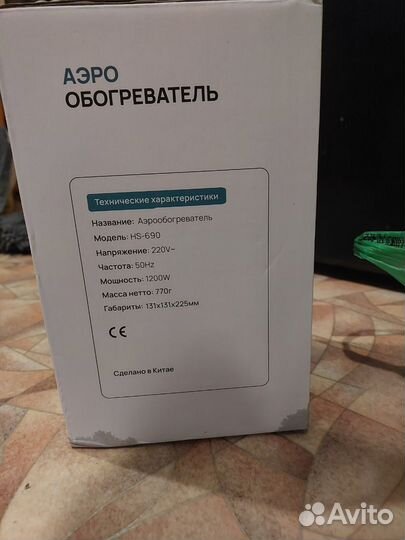 АЭРО
ОБОГРЕВАТЕЛЬ
Технические характеристики
Название: Аэрообогреватель
Модель: HS-690
Напряжение: 220V~
Частота: 50Hz
Мощность: 1200W
Масса нетто: 770г
Габариты: 131x131x225мм
CE
Сделано в Китае
Avito